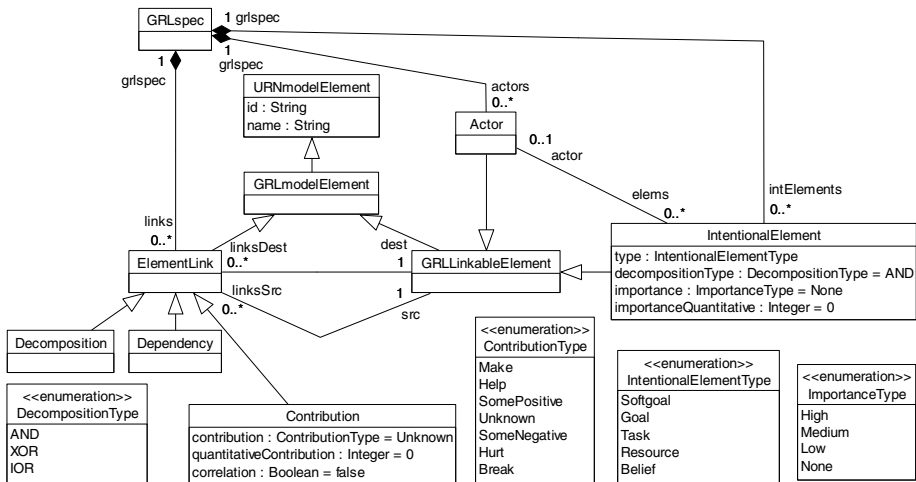 GRLspec
1 grlspec
1
grlspec
1
grlspec
URNmodelElement
id : String
name : String
actors
0..*
Actor
0..1
actor
GRLmodelElement
elems
0..*
intElements
0..*
links
0..*
linksDest
0..*
dest
1
ElementLink
GRLLinkableElement
linksSrc
0..*
1
src
IntentionalElement
type : IntentionalElementType
decompositionType : DecompositionType = AND
importance : ImportanceType = None
importanceQuantitative : Integer = 0
Decomposition
Dependency
<<enumeration>>
DecompositionType
AND
XOR
IOR
Contribution
contribution : ContributionType = Unknown
quantitativeContribution : Integer = 0
correlation : Boolean = false
<<enumeration>>
ContributionType
Make
Help
SomePositive
Unknown
SomeNegative
Hurt
Break
<<enumeration>>
IntentionalElementType
Softgoal
Goal
Task
Resource
Belief
<<enumeration>>
ImportanceType
High
Medium
Low
None